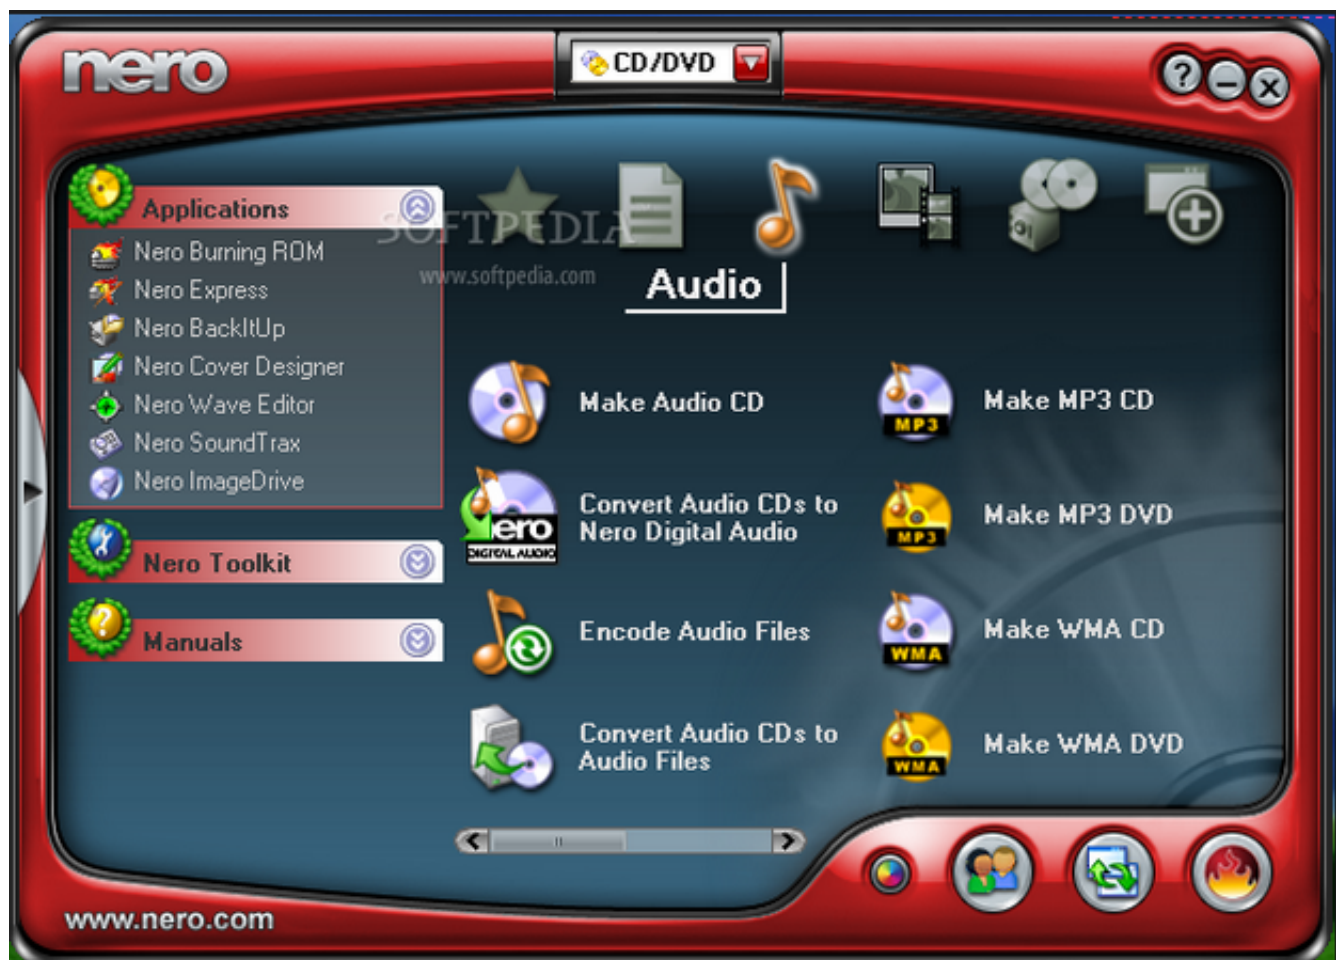 nero
CD/DVD
?
Applications
Nero Burning ROM
Nero Express
Nero BackItUp
Nero Cover Designer
Nero Wave Editor
Nero SoundTrax
Nero ImageDrive
Nero Toolkit
?
Manuals
SOFTPEDIA
www.softpedia.com
Audio
Make Audio CD
nero
DIGITAL AUDIO
Convert Audio CDs to
Nero Digital Audio
Encode Audio Files
Convert Audio CDs to
Audio Files
MP3
Make MP3 CD
MP3
Make MP3 DVD
WMA
Make WMA CD
WMA
Make WMA DVD
www.nero.com